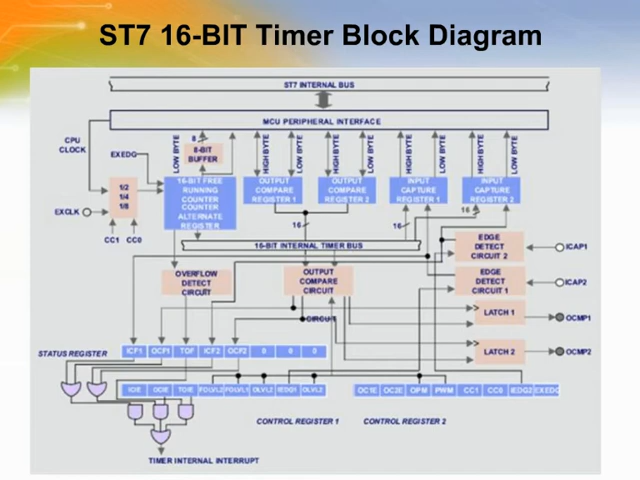 ST7 16-BIT Timer Block Diagram
ST7 INTERNAL BUS
MCU PERIPHERAL INTERFACE
CPU
CLOCK
EXEDG
LOW BYTE
8
8-BIT
BUFFER
HIGH BYTE
LOW BYTE
HIGH BYTE
LOW BYTE
HIGH BYTE
LOW BYTE
HIGH BYTE
LOW BYTE
1/2
1/4
1/8
EXCLK
CC1
CC0
16-BIT FREE
RUNNING
COUNTER
COUNTER
ALTERNATE
REGISTER
OUTPUT
COMPARE
REGISTER 1
OUTPUT
COMPARE
REGISTER 2
INPUT
CAPTURE
REGISTER 1
INPUT
CAPTURE
REGISTER 2
16
16
16
16-BIT INTERNAL TIMER BUS
OVERFLOW
DETECT
CIRCUIT
OUTPUT
COMPARE
CIRCUIT
EDGE
DETECT
CIRCUIT 2
ICAP1
EDGE
DETECT
CIRCUIT 1
ICAP2
LATCH 1
OCMP1
LATCH 2
OCMP2
CIRCUIT
STATUS REGISTER
ICF1 OCF1 TOF ICF2 OCF2 0 0 0
ICIE OCIE TOIE FOLVL2 FOLVL1 OLVL2 IEDG1 OLVL2
OC1E OC2E OPM PWM CC1 CC0 IEDG2 EXEDG
CONTROL REGISTER 1
CONTROL REGISTER 2
TIMER INTERNAL INTERRUPT